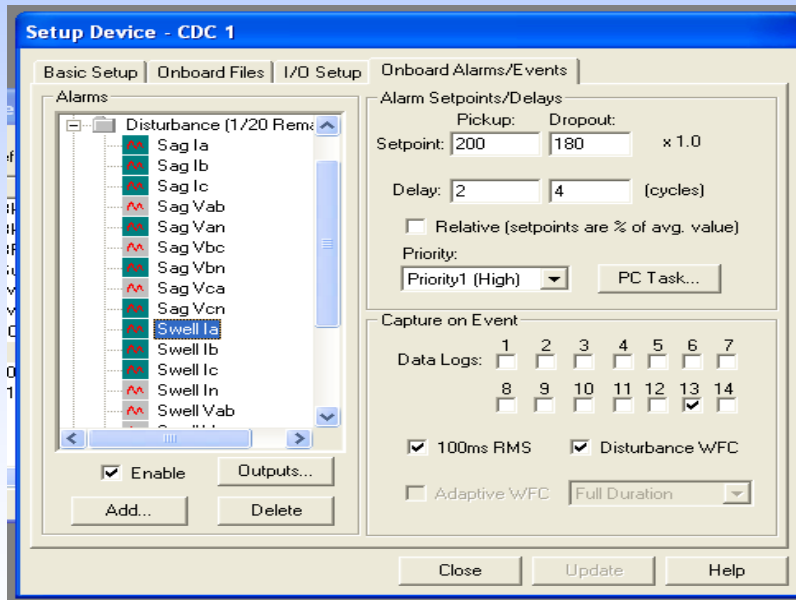 Setup Device - CDC 1
Basic Setup
Onboard Files
I/O Setup
Onboard Alarms/Events
Alarms
Disturbance (1/20 Rema
Sag Ia
Sag Ib
Sag Ic
Sag Vab
Sag Van
Sag Vbc
Sag Vbn
Sag Vca
Sag Vcn
Swell Ia
Swell Ib
Swell Ic
Swell In
Swell Vab
Enable
Outputs...
Add...
Delete
Alarm Setpoints/Delays
Pickup: Dropout:
Setpoint: 200 180 x 1.0
Delay: 2 4 (cycles)
Relative (setpoints are % of avg. value)
Priority:
Priority1 (High)
PC Task...
Capture on Event
1 2 3 4 5 6 7
Data Logs:
8 9 10 11 12 13 14
100ms RMS
Disturbance WFC
Adaptive WFC
Full Duration
Close
Update
Help